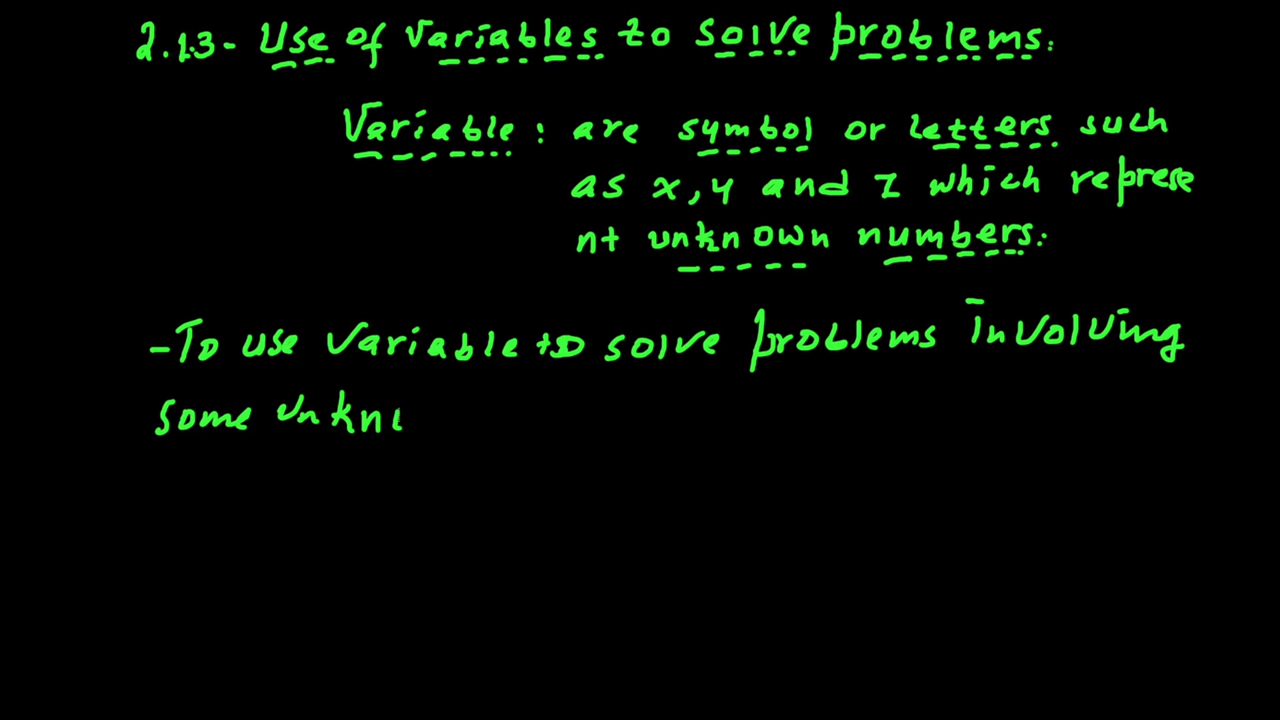 2.1.3- Use of Variables to solve problems.
Variable: are symbol or letters such
as x, y and z which represe
nt unknown numbers.
-To use Variable to solve problems involving
some unkn